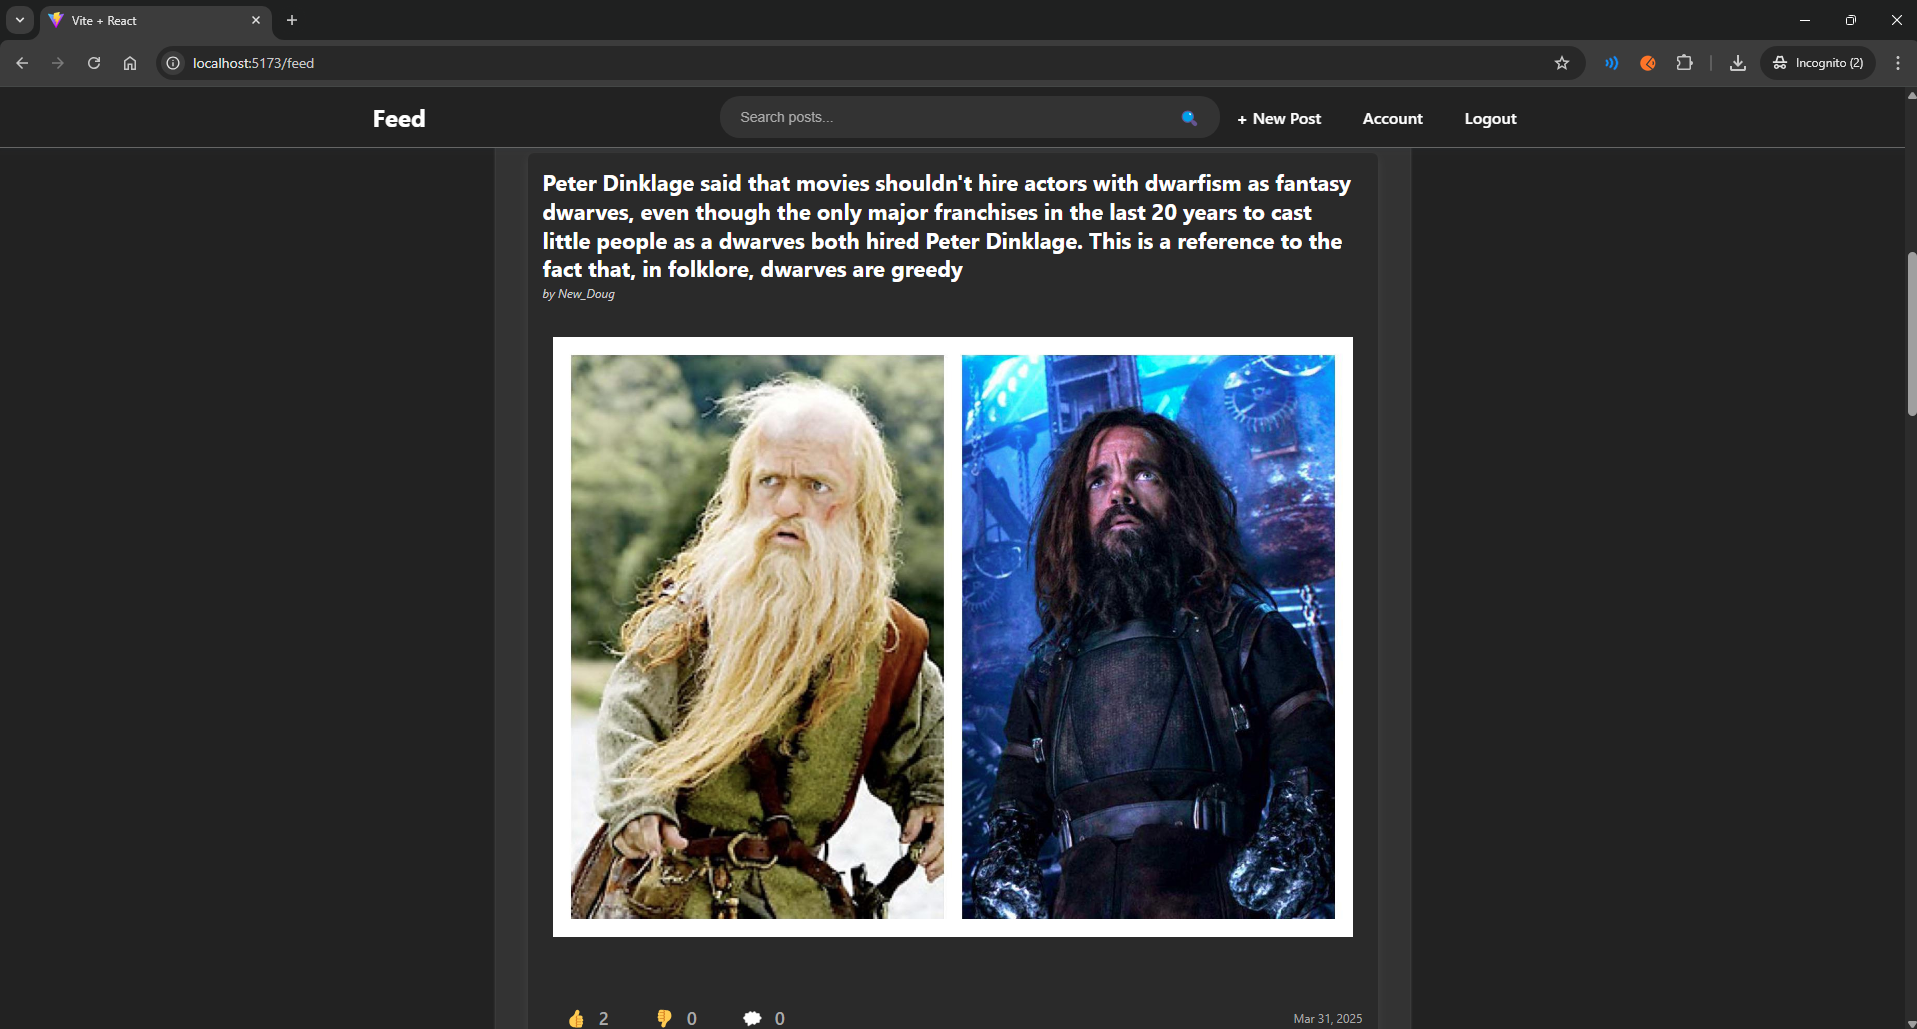 Vite + React
localhost:5173/feed
Incognito (2)
Feed
Search posts...
+ New Post
Account
Logout
Peter Dinklage said that movies shouldn't hire actors with dwarfism as fantasy
dwarves, even though the only major franchises in the last 20 years to cast
little people as a dwarves both hired Peter Dinklage. This is a reference to the
fact that, in folklore, dwarves are greedy
by New_Doug
2
0
0
Mar 31, 2025